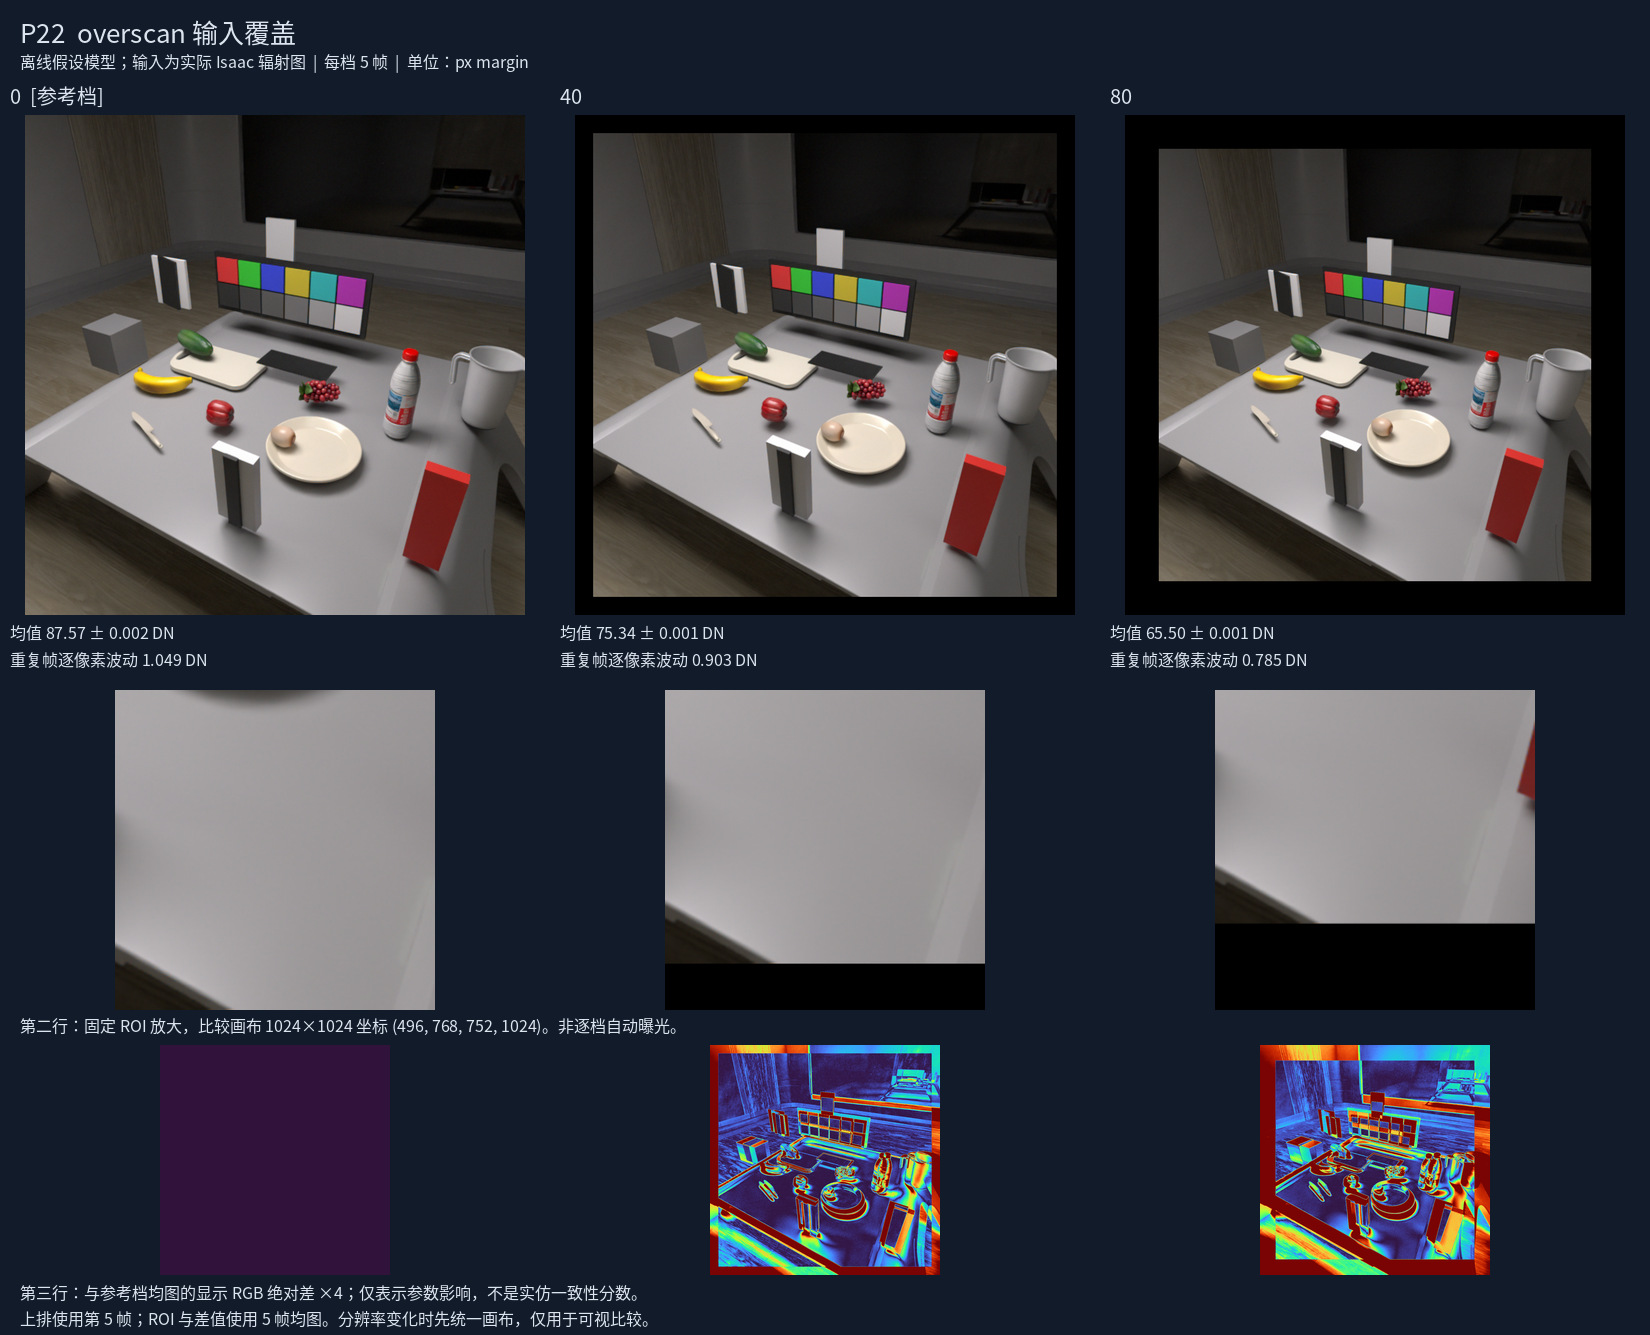 P22 overscan 输入覆盖
离线假设模型；输入为实际 Isaac 辐射图 | 每档 5 帧 | 单位：px margin
0 [参考档]
40
80
均值 87.57 ± 0.002 DN
重复帧逐像素波动 1.049 DN
均值 75.34 ± 0.001 DN
重复帧逐像素波动 0.903 DN
均值 65.50 ± 0.001 DN
重复帧逐像素波动 0.785 DN
第二行：固定 ROI 放大，比较画布 1024×1024 坐标 (496, 768, 752, 1024)。非逐档自动曝光。
第三行：与参考档均图的显示 RGB 绝对差 ×4；仅表示参数影响，不是实仿一致性分数。
上排使用第 5 帧；ROI 与差值使用 5 帧均图。分辨率变化时先统一画布，仅用于可视比较。